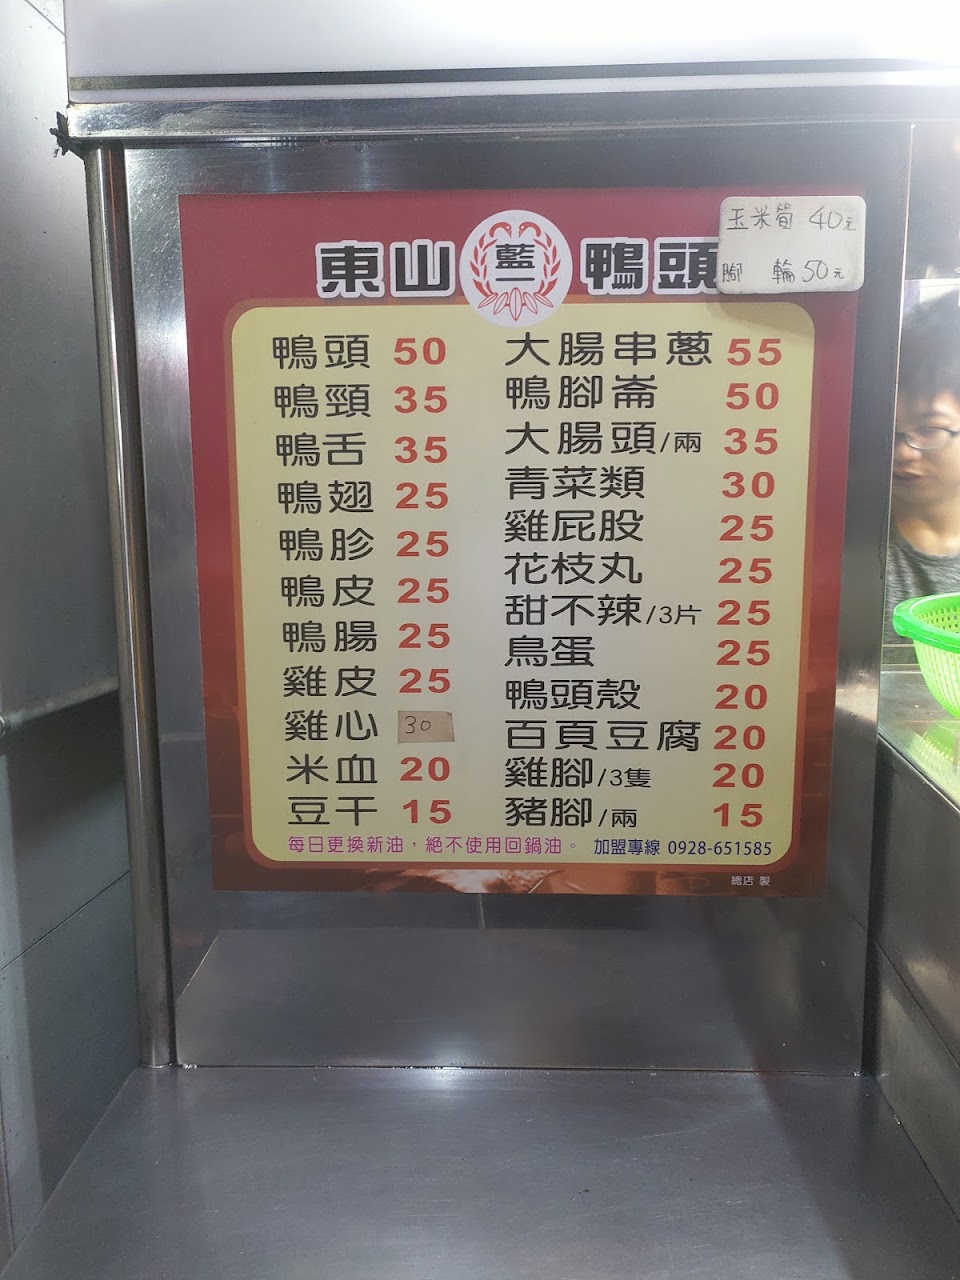 玉米筍 40元
腳輪 50元
東山 藍一 鴨頭
鴨頭 50
鴨頸 35
鴨舌 35
鴨翅 25
鴨胗 25
鴨皮 25
鴨腸 25
雞皮 25
雞心 30
米血 20
豆干 15
大腸串蔥 55
鴨腳崙 50
大腸頭/兩 35
青菜類 30
雞屁股 25
花枝丸 25
甜不辣/3片 25
鳥蛋 25
鴨頭殼 20
百頁豆腐 20
雞腳/3隻 20
豬腳/兩 15
每日更換新油,絕不使用回鍋油。 加盟專線 0928-651585
總店 製